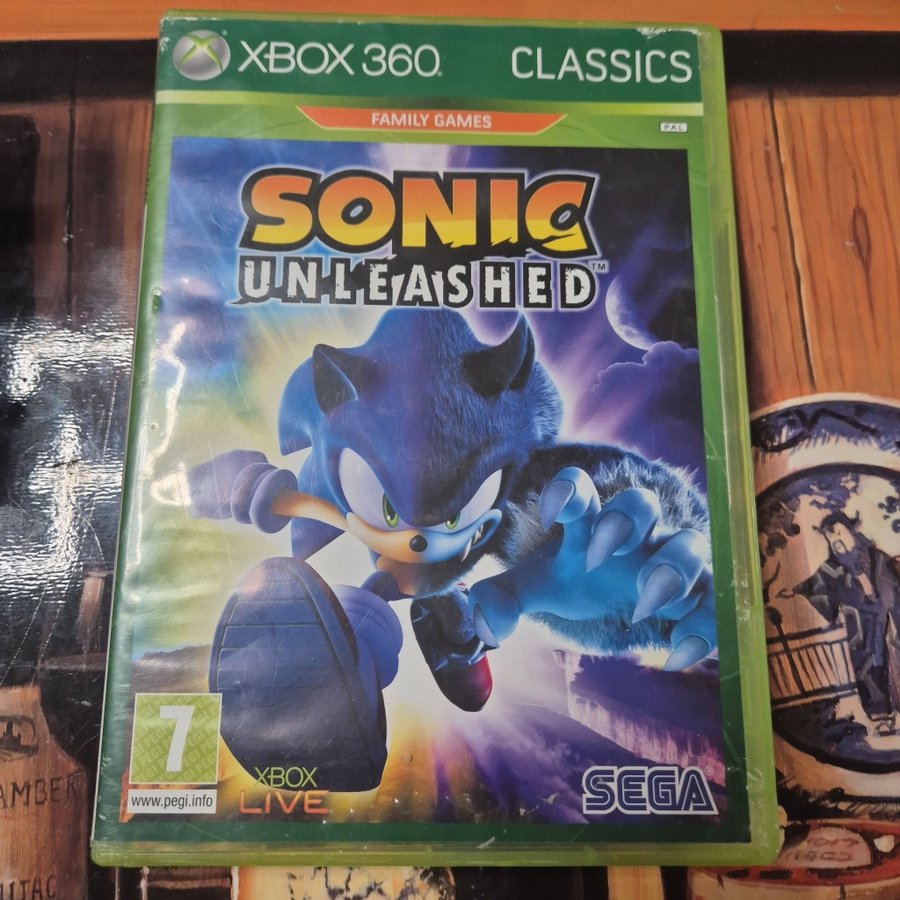 XBOX 360. CLASSICS
FAMILY GAMES
PAL
SONIC
UNLEASHED™
7
www.pegi.info
XBOX
LIVE
SEGA®
AMBER